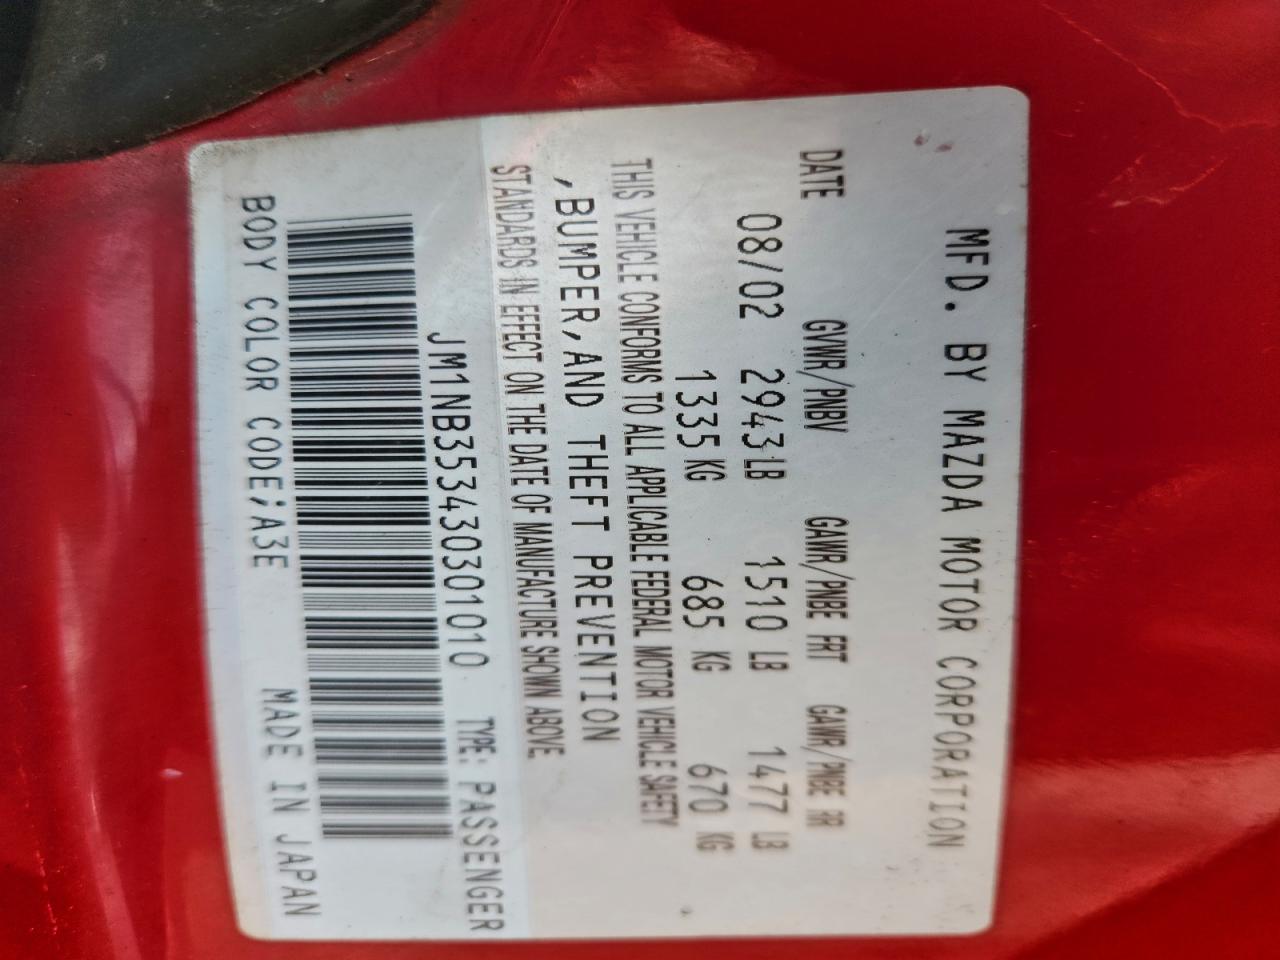 MFD. BY MAZDA MOTOR CORPORATION
DATE GVWR/PNBV GAWR/PNBE FRT GAWR/PNBE RR
08/02 2943 LB 1510 LB 1477 LB
1335 KG 685 KG 670 KG
THIS VEHICLE CONFORMS TO ALL APPLICABLE FEDERAL MOTOR VEHICLE SAFETY
,BUMPER,AND THEFT PREVENTION
STANDARDS IN EFFECT ON THE DATE OF MANUFACTURE SHOWN ABOVE.
JM1NB353430301010 TYPE: PASSENGER
BODY COLOR CODE;A3E MADE IN JAPAN